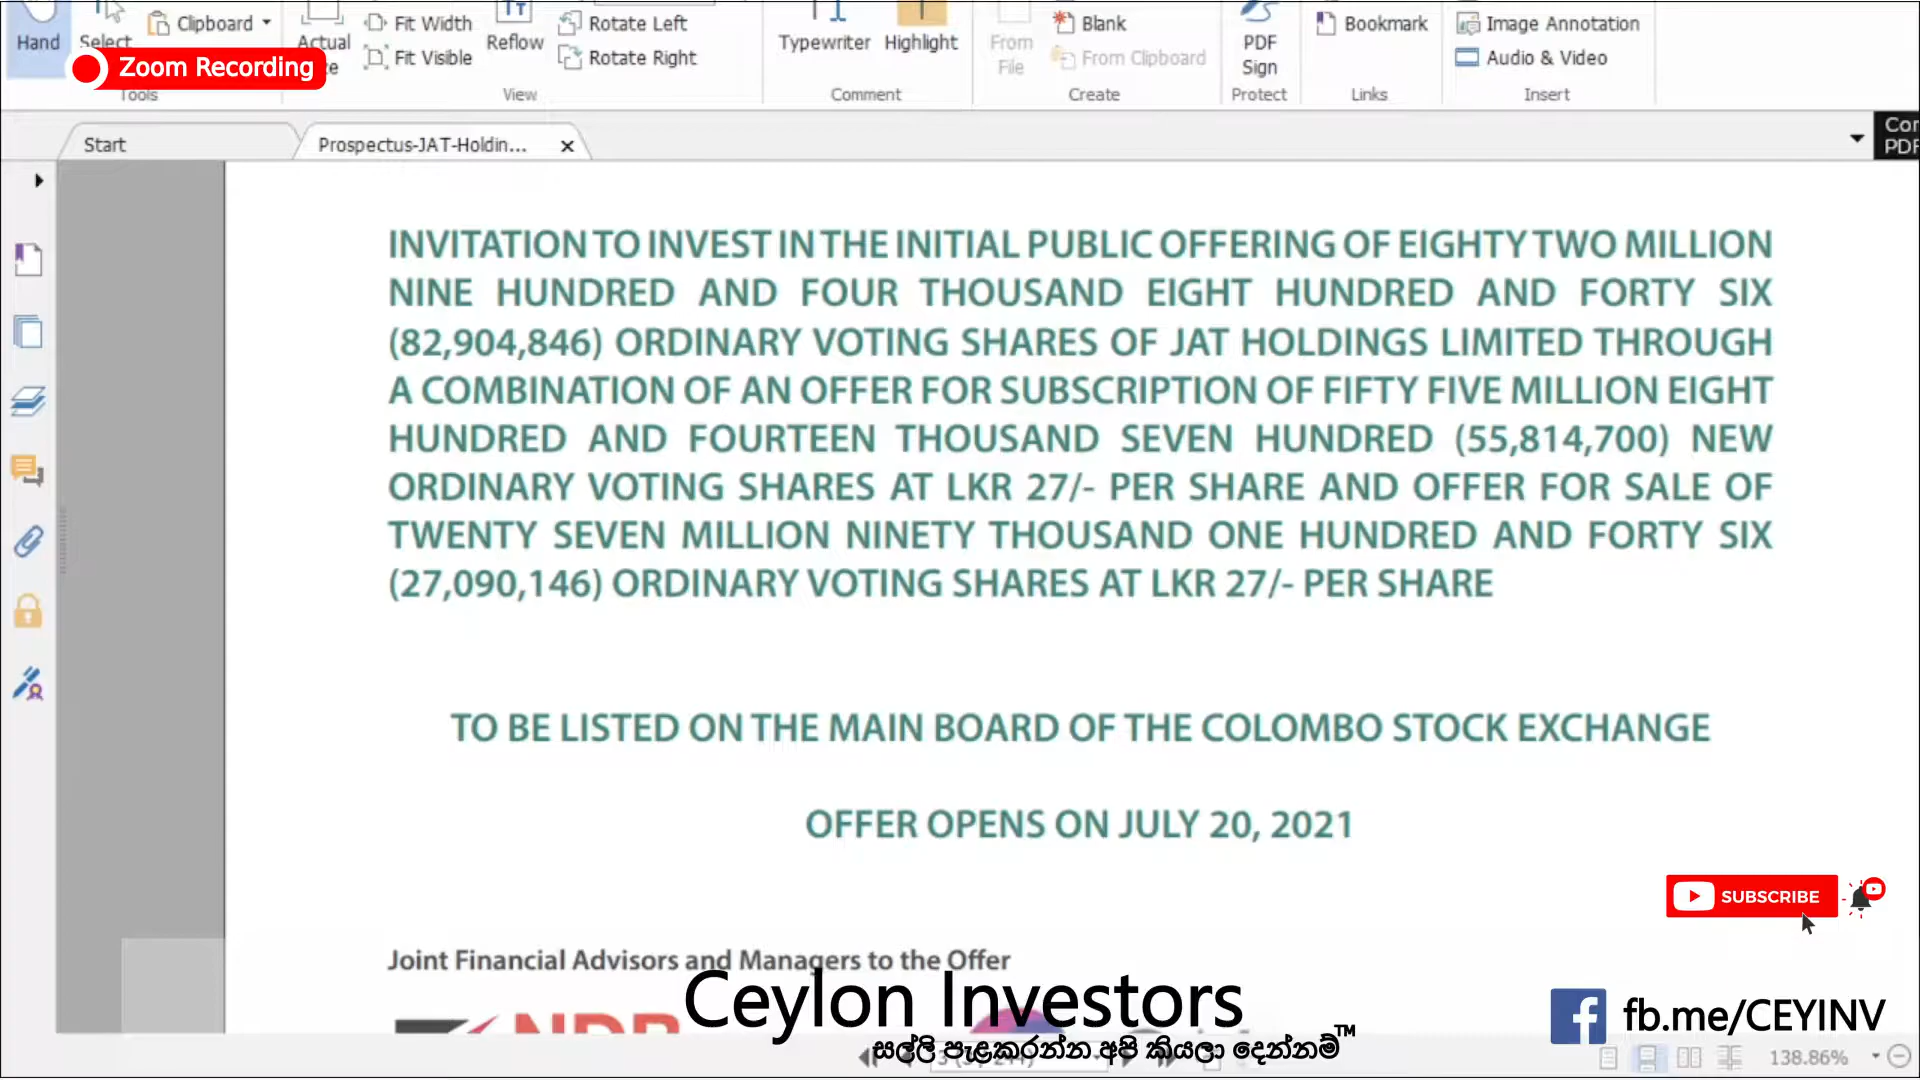 Hand
Select
Clipboard
Zoom Recording
Tools
Actual
Fit Width
Fit Visible
Reflow
Rotate Left
Rotate Right
View
Typewriter
Highlight
Comment
From
File
Blank
From Clipboard
Create
PDF
Sign
Protect
Bookmark
Links
Image Annotation
Audio & Video
Insert
Start
Prospectus-JAT-Holdin...
INVITATION TO INVEST IN THE INITIAL PUBLIC OFFERING OF EIGHTY TWO MILLION
NINE HUNDRED AND FOUR THOUSAND EIGHT HUNDRED AND FORTY SIX
(82,904,846) ORDINARY VOTING SHARES OF JAT HOLDINGS LIMITED THROUGH
A COMBINATION OF AN OFFER FOR SUBSCRIPTION OF FIFTY FIVE MILLION EIGHT
HUNDRED AND FOURTEEN THOUSAND SEVEN HUNDRED (55,814,700) NEW
ORDINARY VOTING SHARES AT LKR 27/- PER SHARE AND OFFER FOR SALE OF
TWENTY SEVEN MILLION NINETY THOUSAND ONE HUNDRED AND FORTY SIX
(27,090,146) ORDINARY VOTING SHARES AT LKR 27/- PER SHARE
TO BE LISTED ON THE MAIN BOARD OF THE COLOMBO STOCK EXCHANGE
OFFER OPENS ON JULY 20, 2021
SUBSCRIBE
Joint Financial Advisors and Managers to the Offer
Ceylon Investors
සල්ලි පැළකරන්න අපි කියලා දෙන්නම් ™
fb.me/CEYINV
138.86%